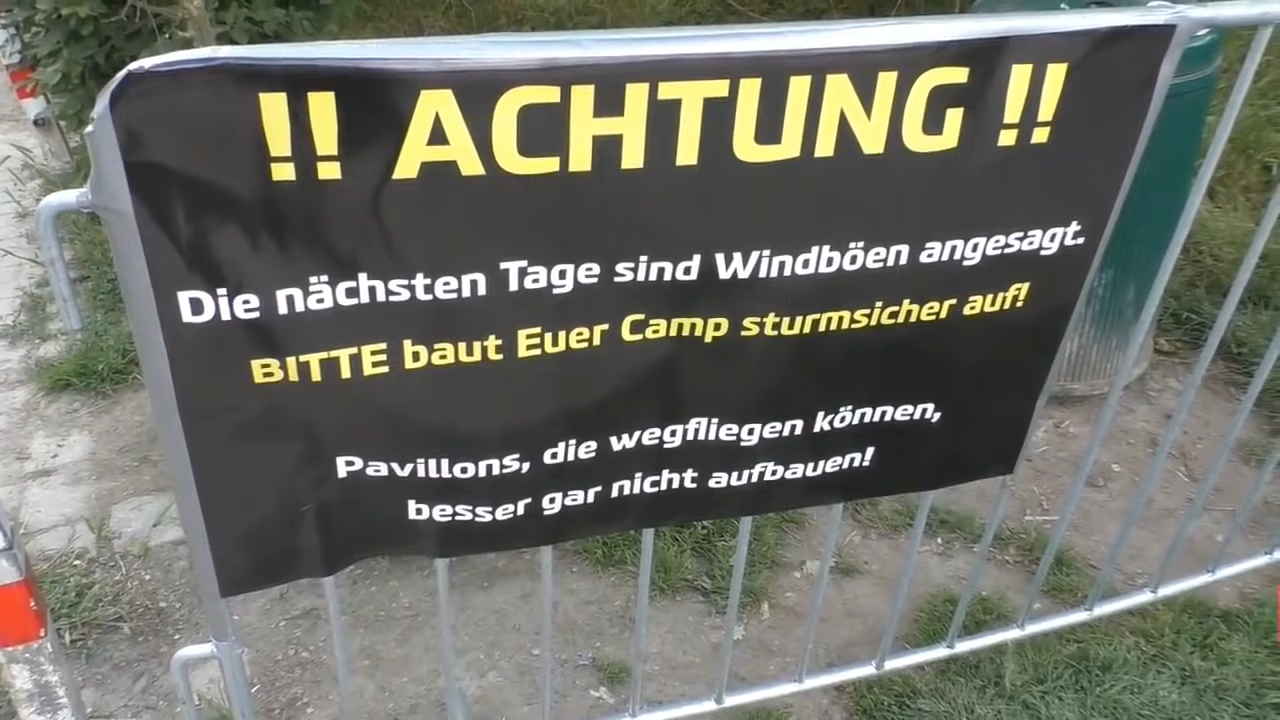 !! ACHTUNG !!
Die nächsten Tage sind Windböen angesagt.
BITTE baut Euer Camp sturmsicher auf!
Pavillons, die wegfliegen können,
besser gar nicht aufbauen!